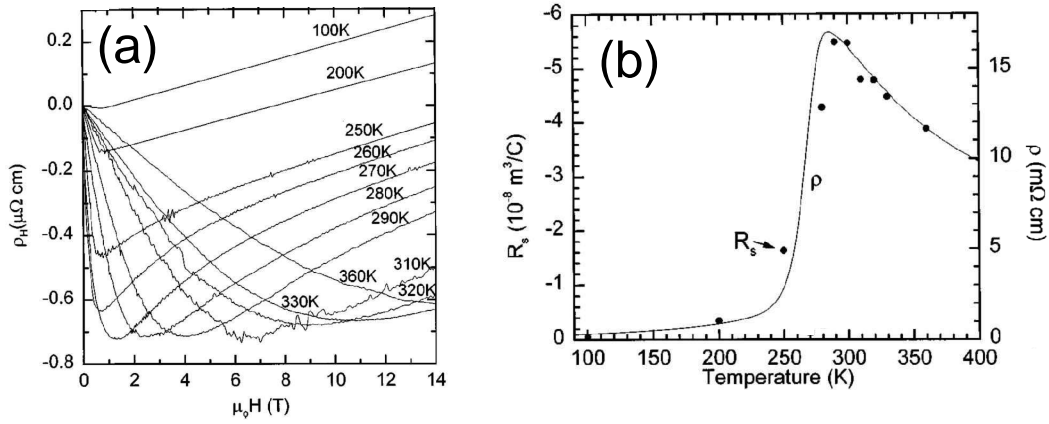 (a)
0.2
0.0
-0.2
-0.4
-0.6
-0.8
ρH(μΩ cm)
100K
200K
250K
260K
270K
280K
290K
310K
360K
320K
330K
0 2 4 6 8 10 12 14
μ₀H (T)
(b)
-6
-5
-4
-3
-2
-1
0
Rs (10⁻⁸ m³/C)
ρ
Rs
15
10
5
0
ρ (mΩ cm)
100 150 200 250 300 350 400
Temperature (K)